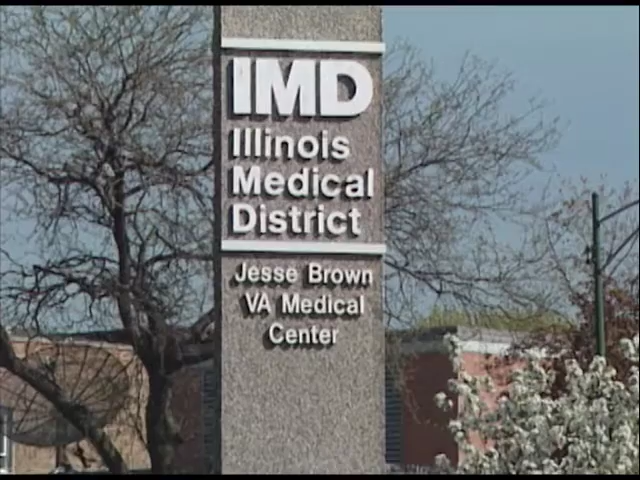 IMD
Illinois
Medical
District
Jesse Brown
VA Medical
Center